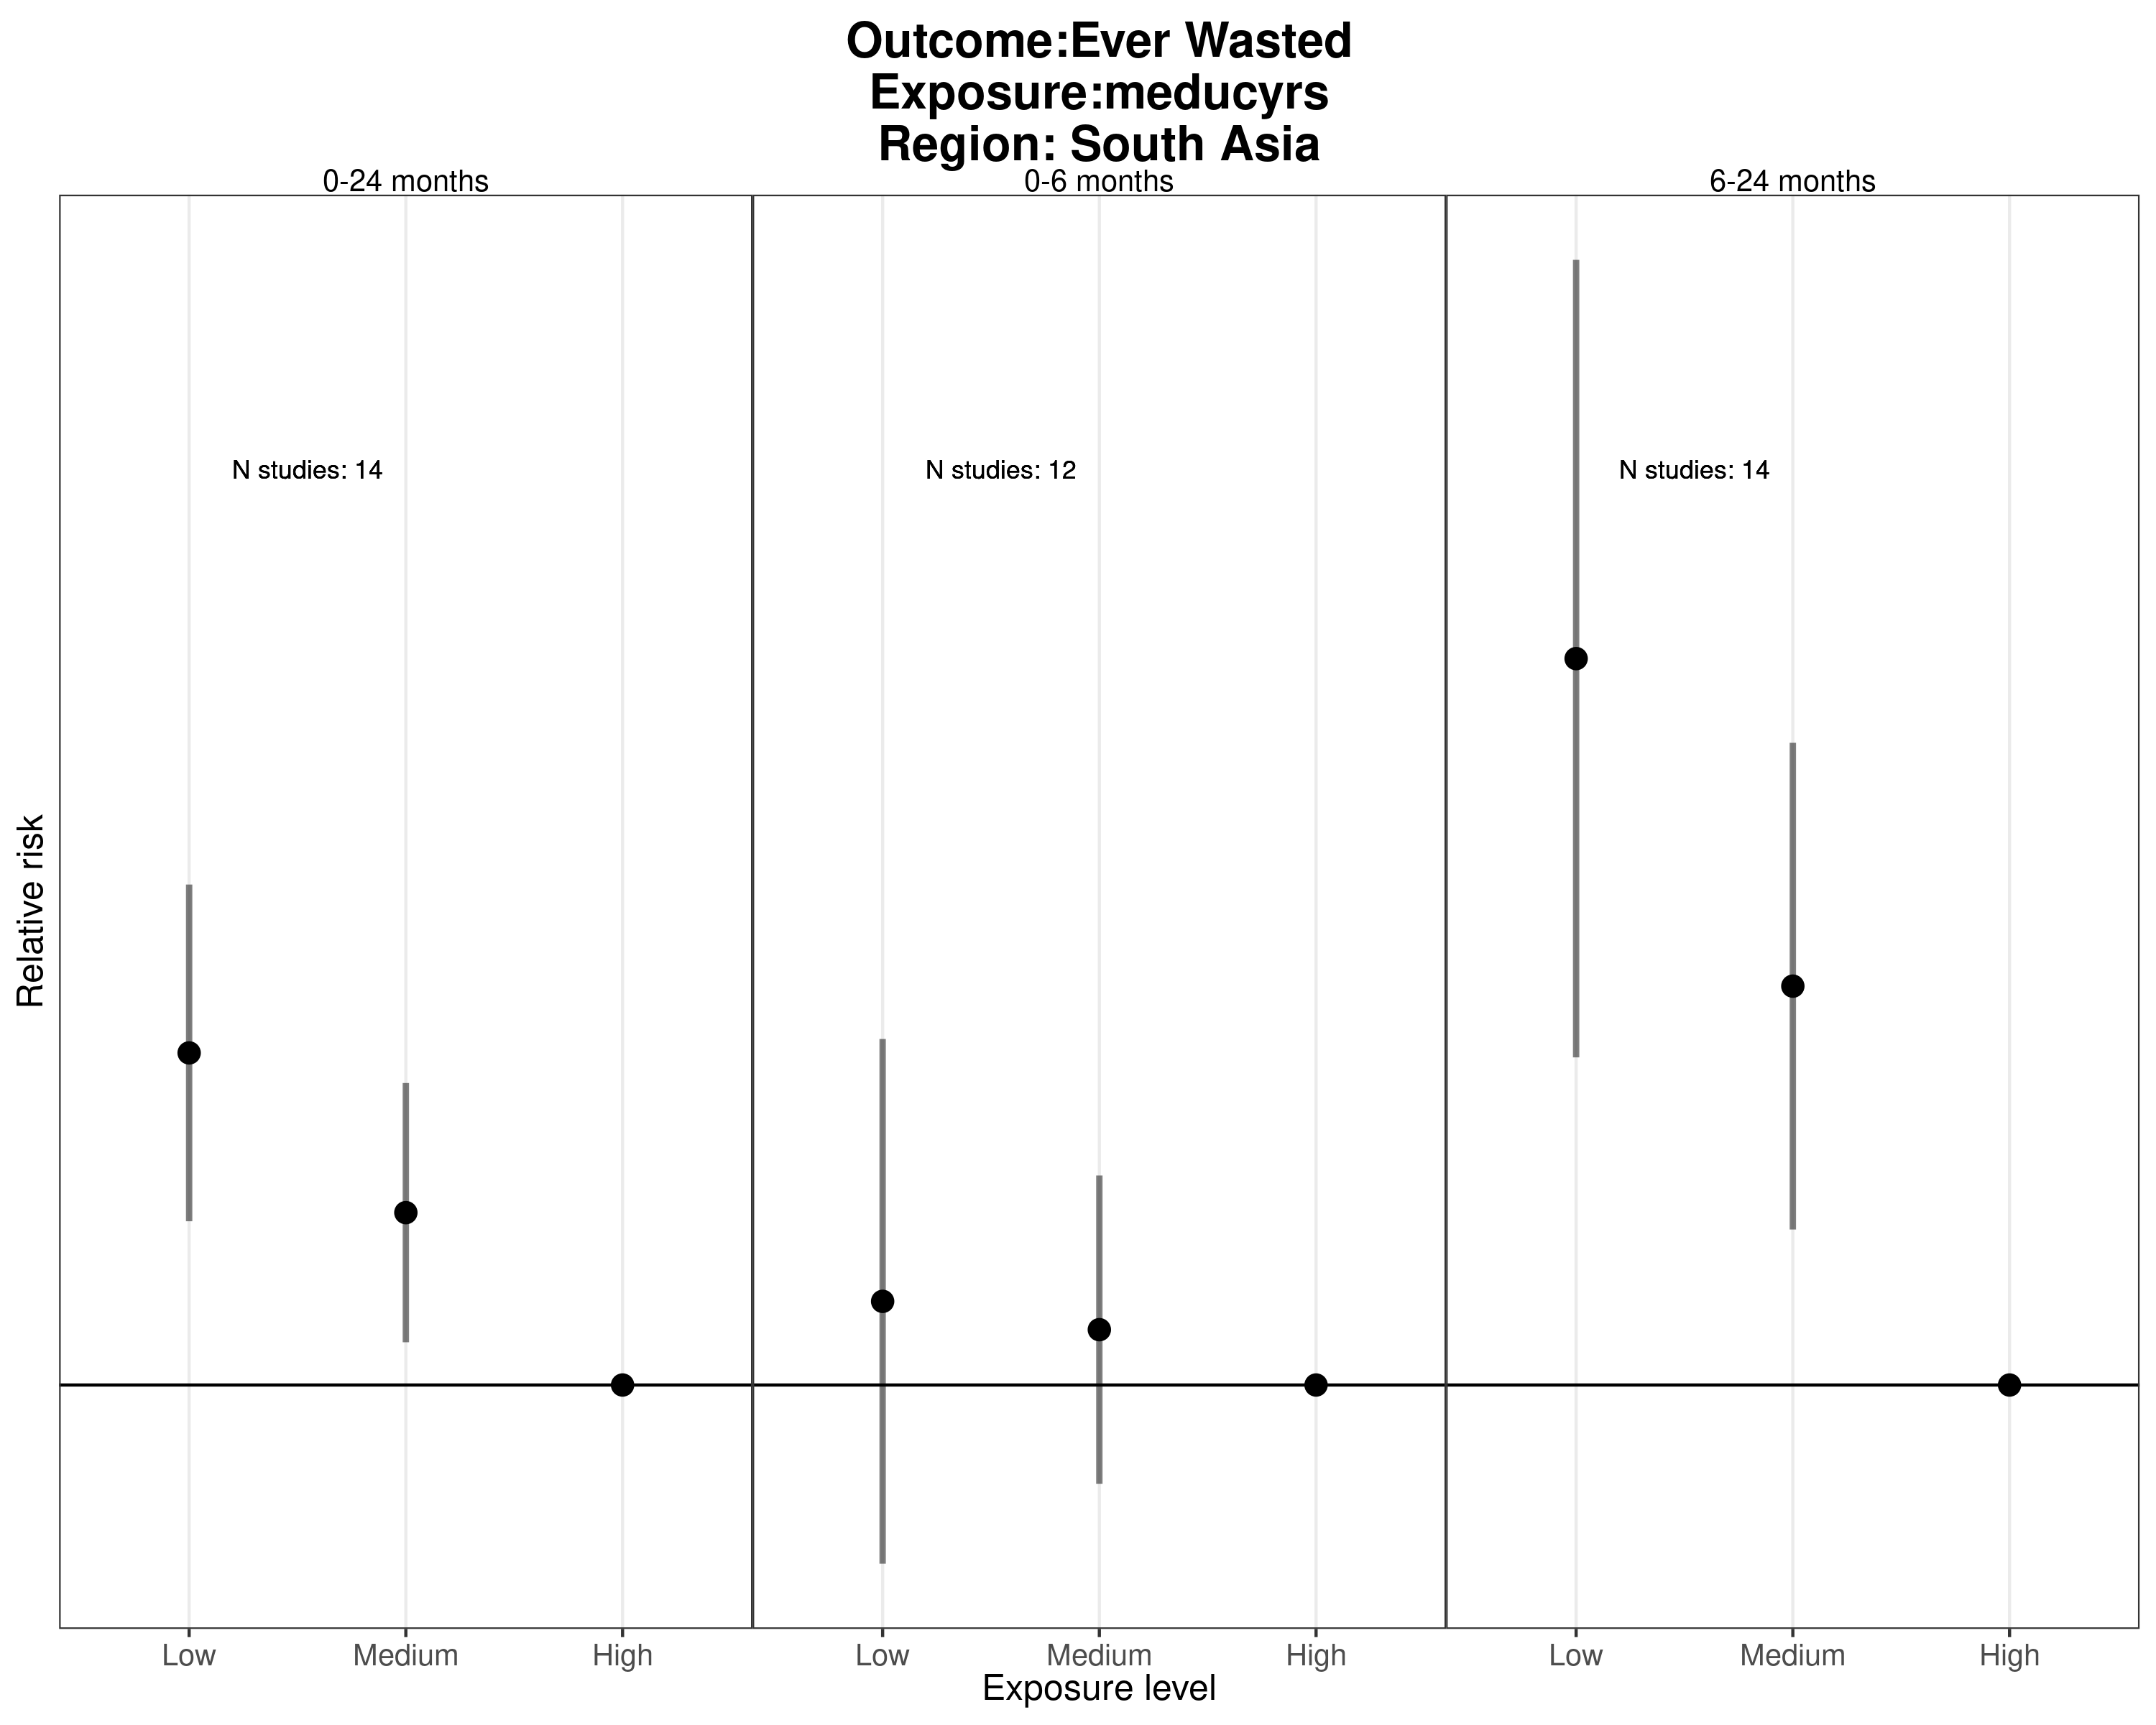 Outcome:Ever Wasted
Exposure:meducyrs
Region: South Asia
0-24 months
0-6 months
6-24 months
N studies: 14
N studies: 12
N studies: 14
Relative risk
Low
Medium
High
Low
Medium
High
Low
Medium
High
Exposure level